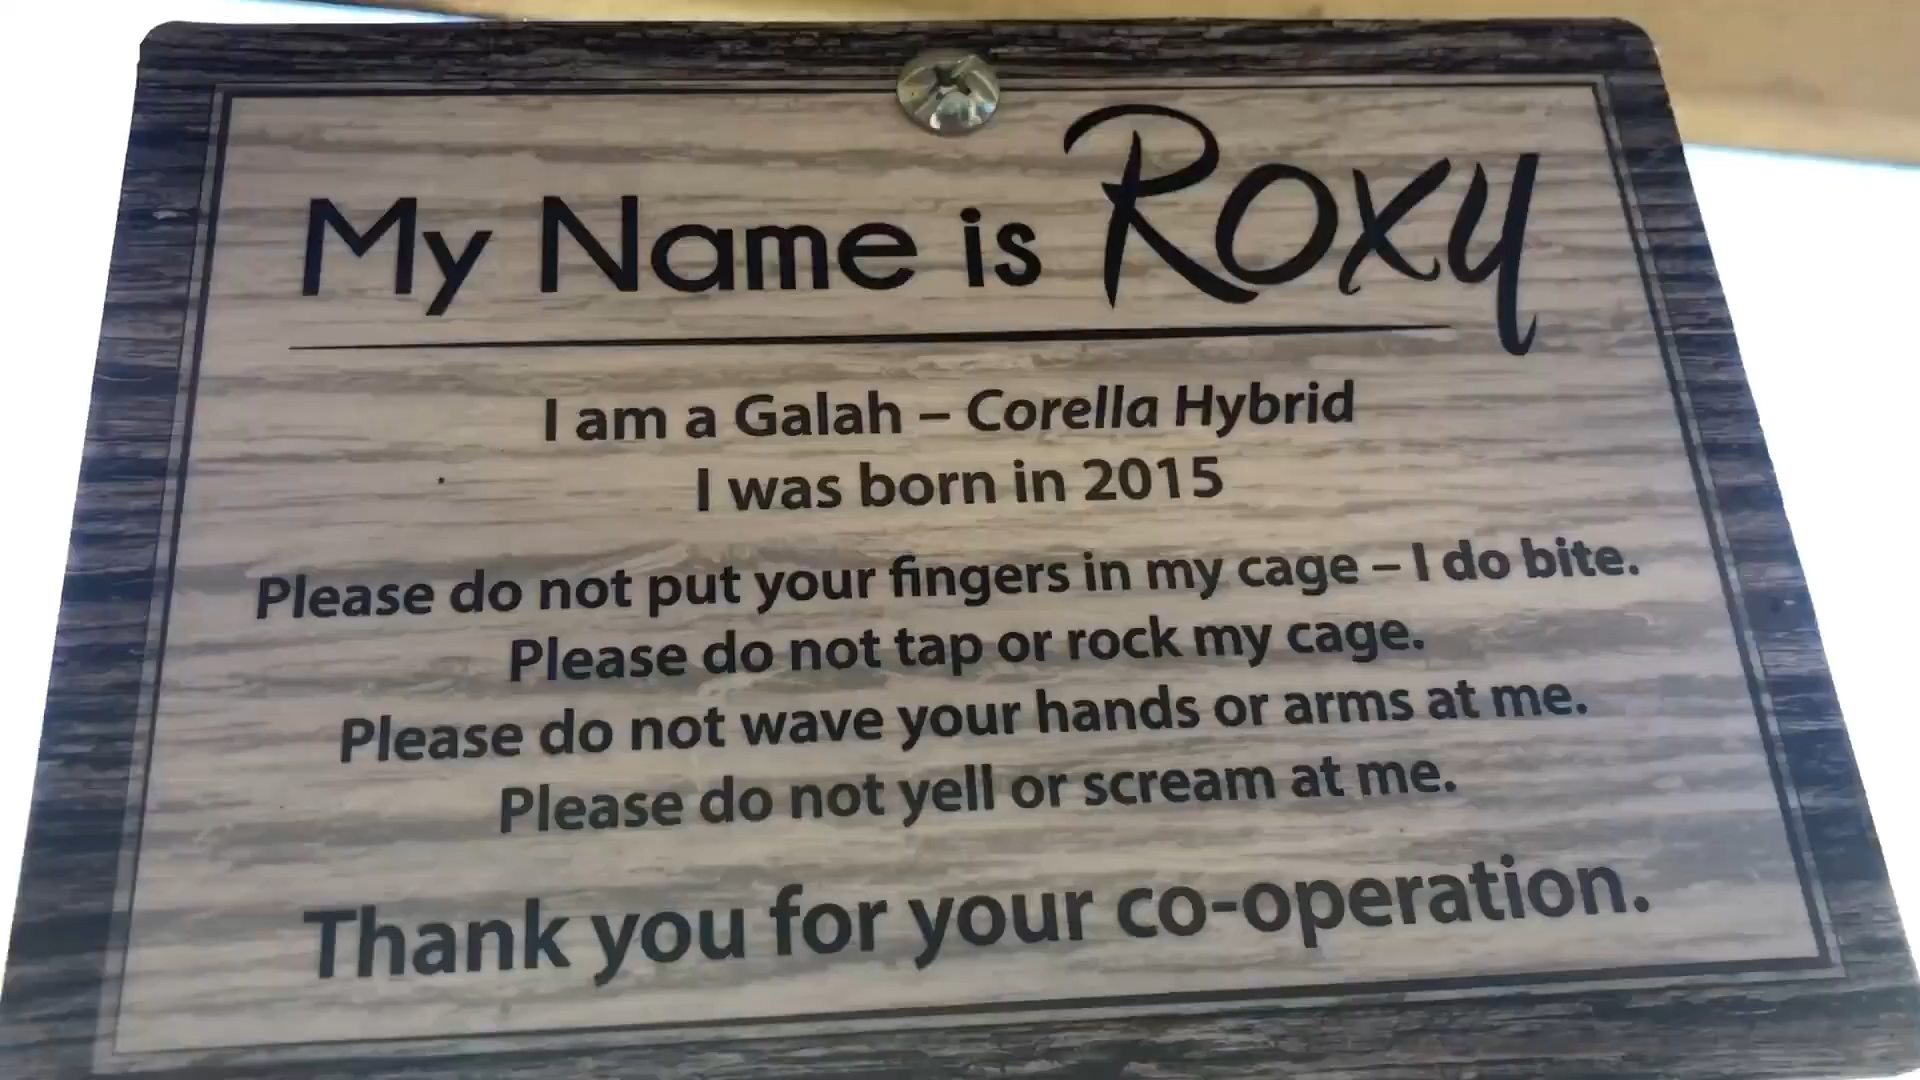 My Name is Roxy
I am a Galah – Corella Hybrid
I was born in 2015
Please do not put your fingers in my cage – I do bite.
Please do not tap or rock my cage.
Please do not wave your hands or arms at me.
Please do not yell or scream at me.
Thank you for your co-operation.